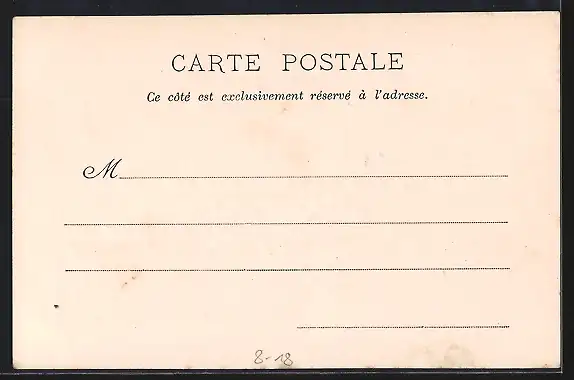 CARTE POSTALE
Ce côté est exclusivement réservé à l'adresse.
M
8-18